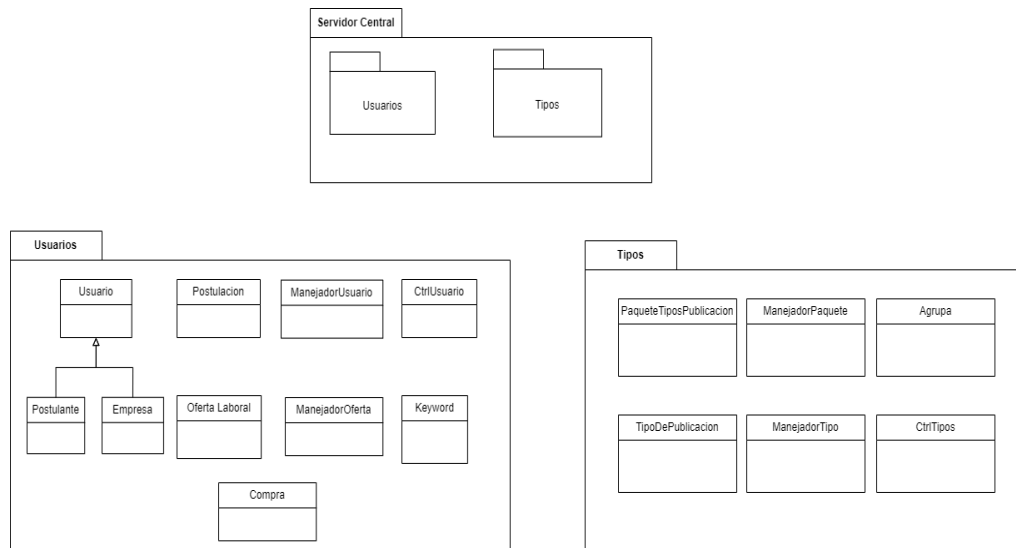 Servidor Central
Usuarios
Tipos
Usuarios
Usuario
Postulacion
ManejadorUsuario
CtrlUsuario
Postulante
Empresa
Oferta Laboral
ManejadorOferta
Keyword
Compra
Tipos
PaqueteTiposPublicacion
ManejadorPaquete
Agrupa
TipoDePublicacion
ManejadorTipo
CtrlTipos